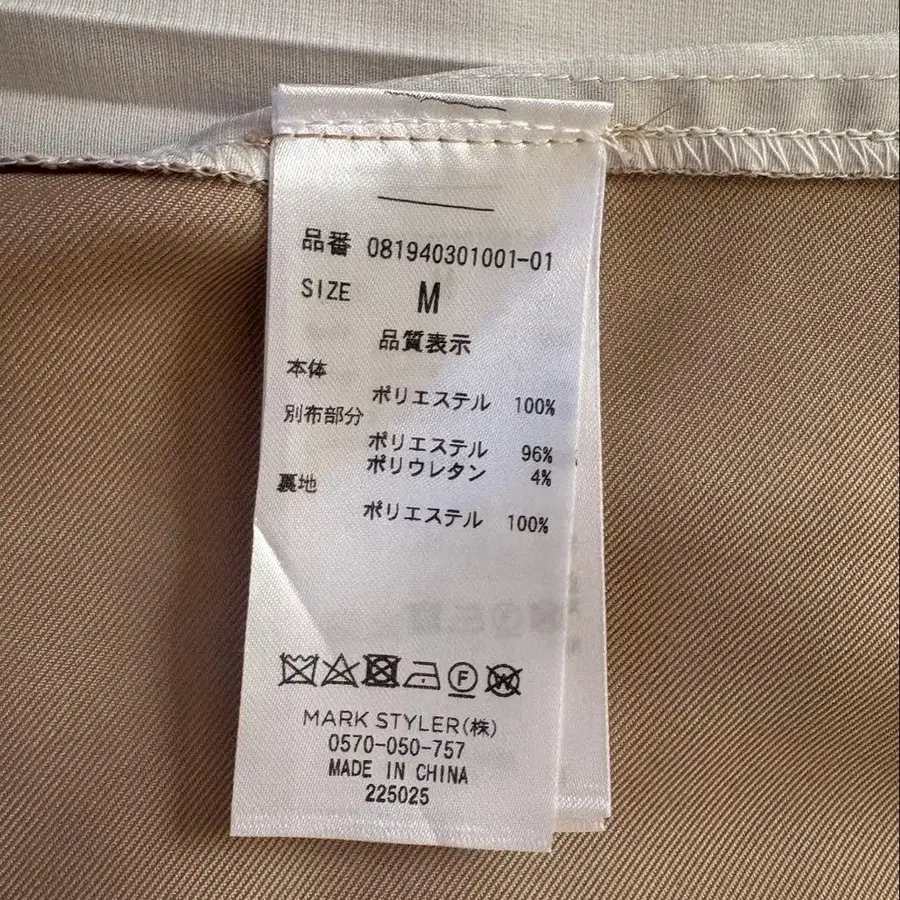 品番 081940301001-01
SIZE M
品質表示
本体
ポリエステル 100%
別布部分
ポリエステル 96%
ポリウレタン 4%
裏地
ポリエステル 100%
F W
MARK STYLER(株)
0570-050-757
MADE IN CHINA
225025